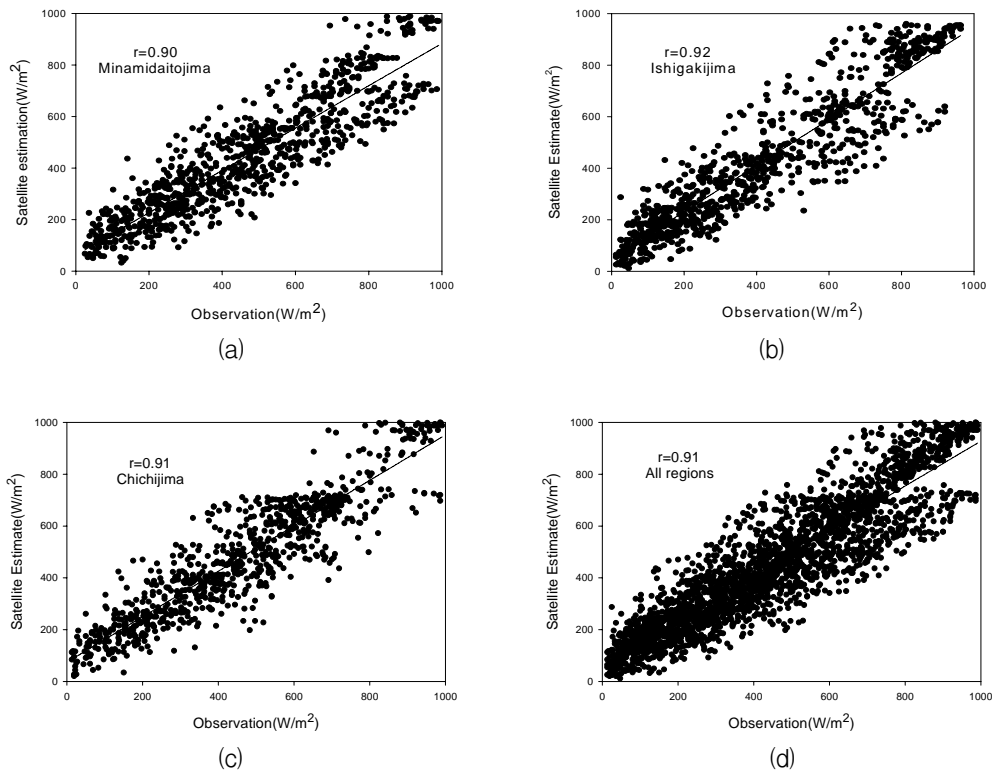 1000
800
600
400
200
0
Satellite estimation(W/m²)
r=0.90
Minamidaitojima
0 200 400 600 800 1000
Observation(W/m²)
(a)
1000
800
600
400
200
0
Satellite Estimate(W/m²)
r=0.92
Ishigakijima
0 200 400 600 800 1000
Observation(W/m²)
(b)
1000
800
600
400
200
0
Satellite Estimate(W/m²)
r=0.91
Chichijima
0 200 400 600 800 1000
Observation(W/m²)
(c)
1000
800
600
400
200
0
Satellite Estimate(W/m²)
r=0.91
All regions
0 200 400 600 800 1000
Observation(W/m²)
(d)